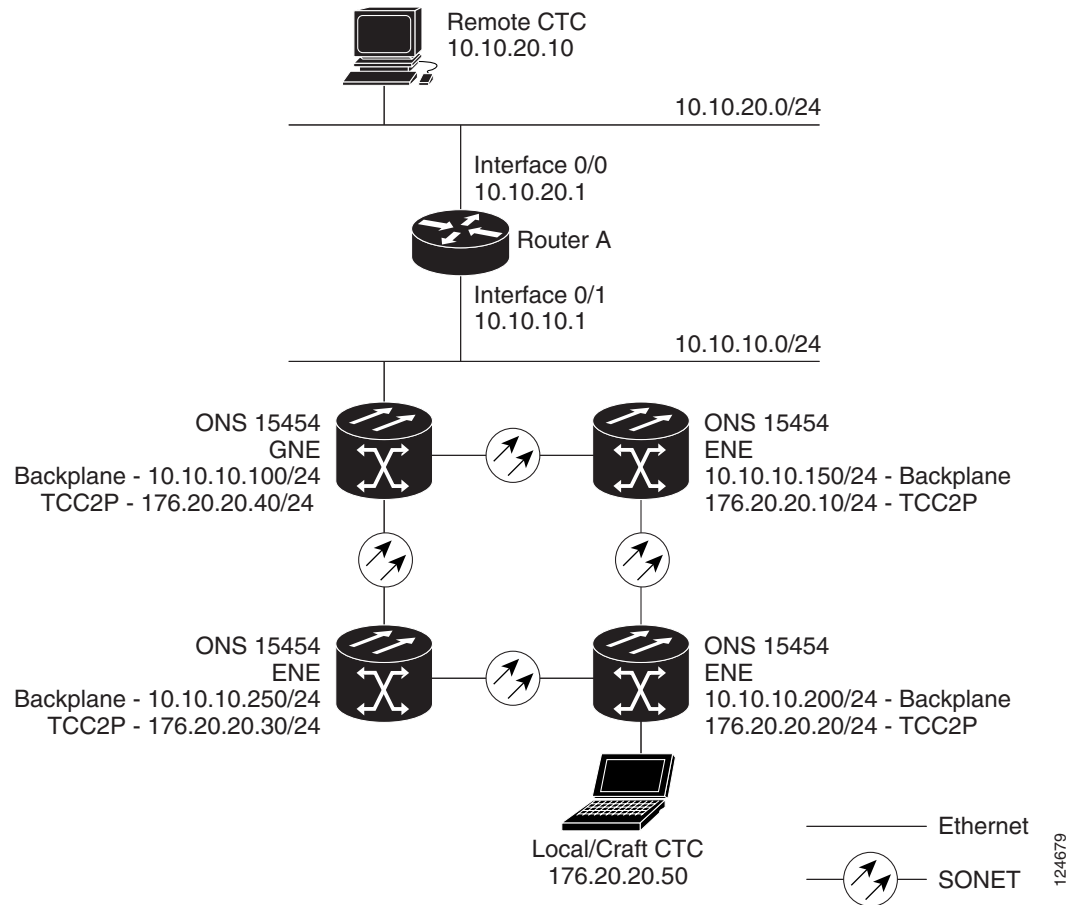 Remote CTC
10.10.20.10
10.10.20.0/24
Interface 0/0
10.10.20.1
Router A
Interface 0/1
10.10.10.1
10.10.10.0/24
ONS 15454
GNE
Backplane - 10.10.10.100/24
TCC2P - 176.20.20.40/24
ONS 15454
ENE
10.10.10.150/24 - Backplane
176.20.20.10/24 - TCC2P
ONS 15454
ENE
Backplane - 10.10.10.250/24
TCC2P - 176.20.20.30/24
ONS 15454
ENE
10.10.10.200/24 - Backplane
176.20.20.20/24 - TCC2P
Local/Craft CTC
176.20.20.50
Ethernet
SONET
124679